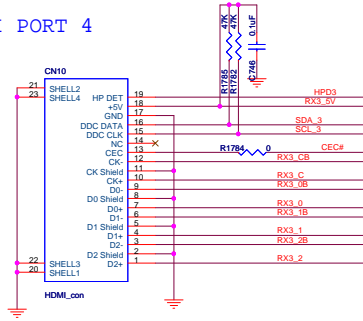 PORT 4
47K
47K
0.1uF
R1785
R1782
C746
CN10
21 SHELL2
23 SHELL4
HP DET 19 HPD3
+5V 18 RX3_5V
GND 17
DDC DATA 16 SDA_3
DDC CLK 15 SCL_3
NC 14
CEC 13 R1784 0 CEC#
CK- 12 RX3_CB
CK Shield 11
CK+ 10 RX3_C
D0- 9 RX3_0B
D0 Shield 8
D0+ 7 RX3_0
D1- 6 RX3_1B
D1 Shield 5
D1+ 4 RX3_1
D2- 3 RX3_2B
22 SHELL3 D2 Shield 2
20 SHELL1 D2+ 1 RX3_2
HDMI_con